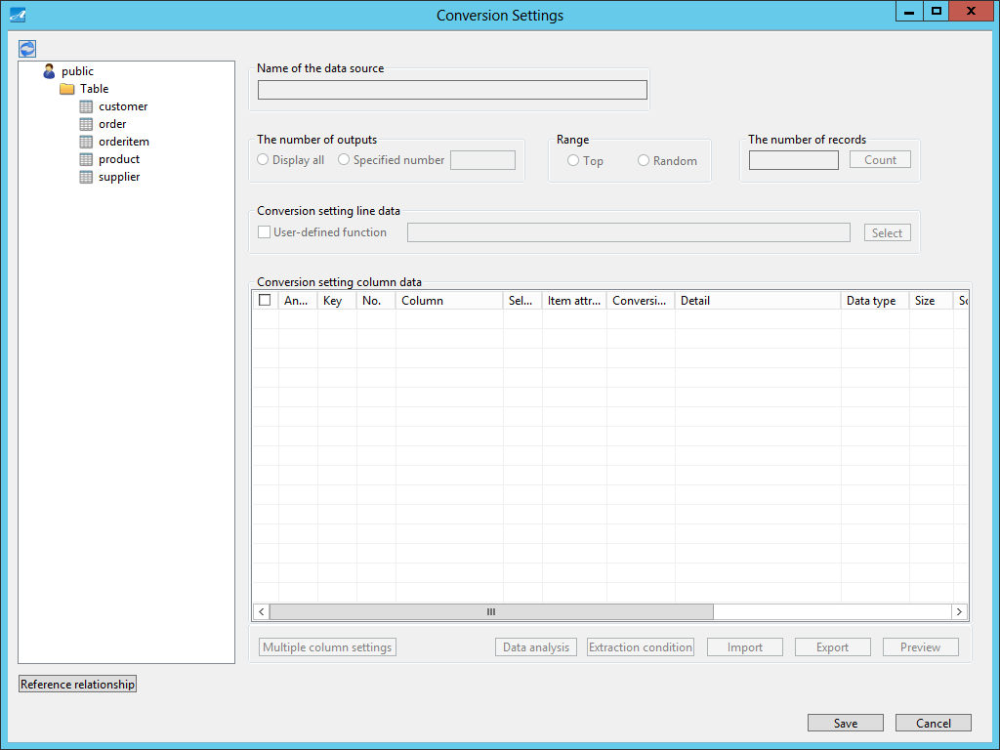 Conversion Settings
public
Table
customer
order
orderitem
product
supplier
Reference relationship
Name of the data source
The number of outputs
Display all Specified number
Range
Top Random
The number of records
Count
Conversion setting line data
User-defined function Select
Conversion setting column data
An... Key No. Column Sel... Item attr... Conversi... Detail Data type Size
Multiple column settings Data analysis Extraction condition Import Export Preview
Save Cancel